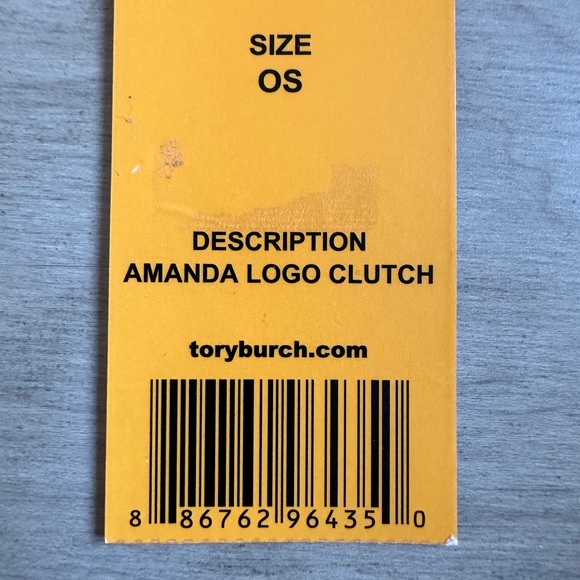 SIZE
OS
DESCRIPTION
AMANDA LOGO CLUTCH
toryburch.com
8 86762 96435 0